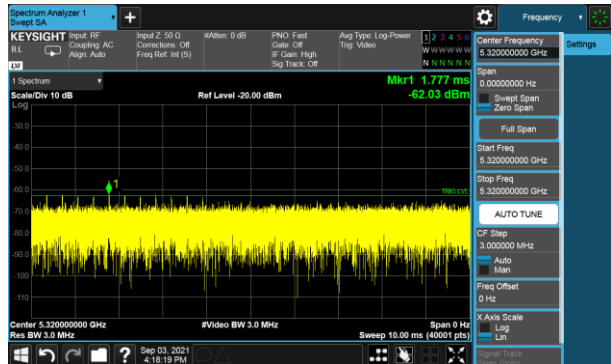 Spectrum Analyzer 1
Swept SA
Frequency
KEYSIGHT Input: RF Input Z: 50 Ω #Atten: 0 dB PNO: Fast Avg Type: Log-Power 1 2 3 4 5 6
RL Coupling: AC Corrections: Off Gate: Off Trig: Video W W W W W W
Align: Auto Freq Ref: Int (S) IF Gain: High
Sig Track: Off N N N N N N
LXI
1 Spectrum Mkr1 1.777 ms
Scale/Div 10 dB Ref Level -20.00 dBm -62.03 dBm
Log
-30.0
-40.0
-50.0
1
-60.0
TRIG LVL
-70.0
-80.0
-90.0
-100
-110
Center 5.320000000 GHz #Video BW 3.0 MHz Span 0 Hz
Res BW 3.0 MHz Sweep 10.00 ms (40001 pts)
? Sep 03, 2021
4:18:19 PM
Center Frequency
5.320000000 GHz
Settings
Span
0.00000000 Hz
Swept Span
Zero Span
Full Span
Start Freq
5.320000000 GHz
Stop Freq
5.320000000 GHz
AUTO TUNE
CF Step
3.000000 MHz
Auto
Man
Freq Offset
0 Hz
X Axis Scale
Log
Lin
Signal Track